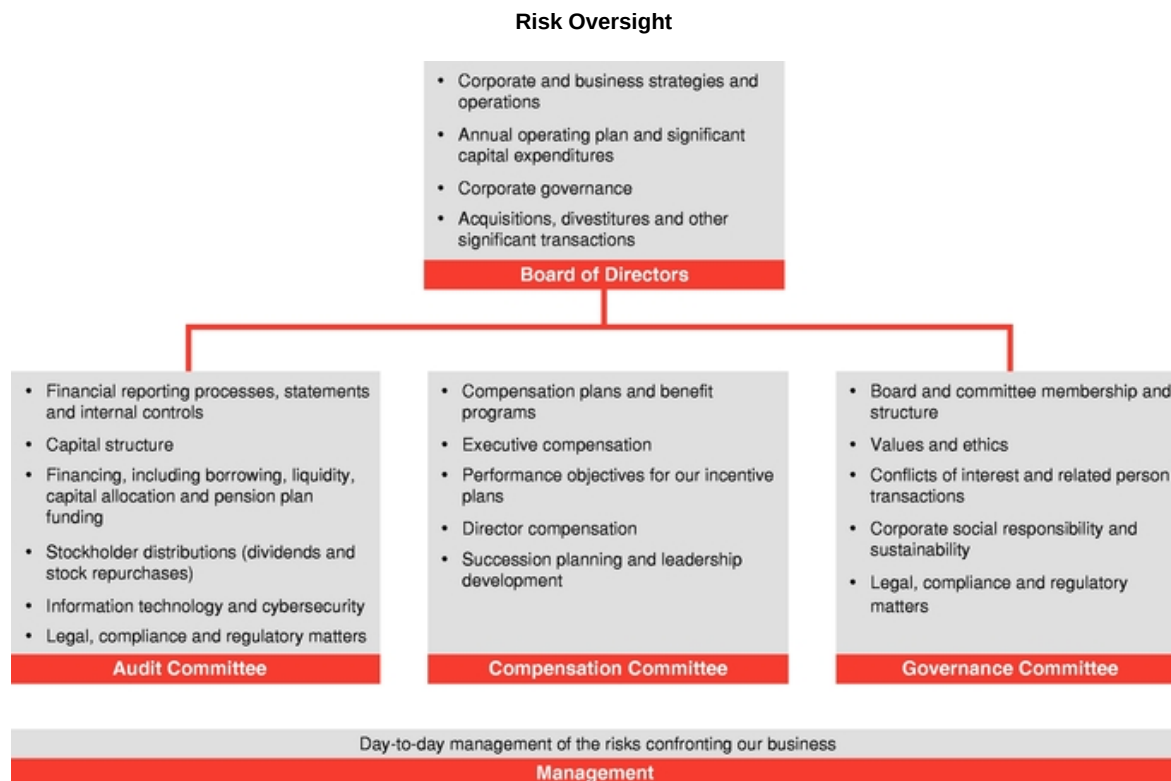 Risk Oversight
• Corporate and business strategies and
operations
• Annual operating plan and significant
capital expenditures
• Corporate governance
• Acquisitions, divestitures and other
significant transactions
Board of Directors
• Financial reporting processes, statements
and internal controls
• Capital structure
• Financing, including borrowing, liquidity,
capital allocation and pension plan
funding
• Stockholder distributions (dividends and
stock repurchases)
• Information technology and cybersecurity
• Legal, compliance and regulatory matters
Audit Committee
• Compensation plans and benefit
programs
• Executive compensation
• Performance objectives for our incentive
plans
• Director compensation
• Succession planning and leadership
development
Compensation Committee
• Board and committee membership and
structure
• Values and ethics
• Conflicts of interest and related person
transactions
• Corporate social responsibility and
sustainability
• Legal, compliance and regulatory
matters
Governance Committee
Day-to-day management of the risks confronting our business
Management